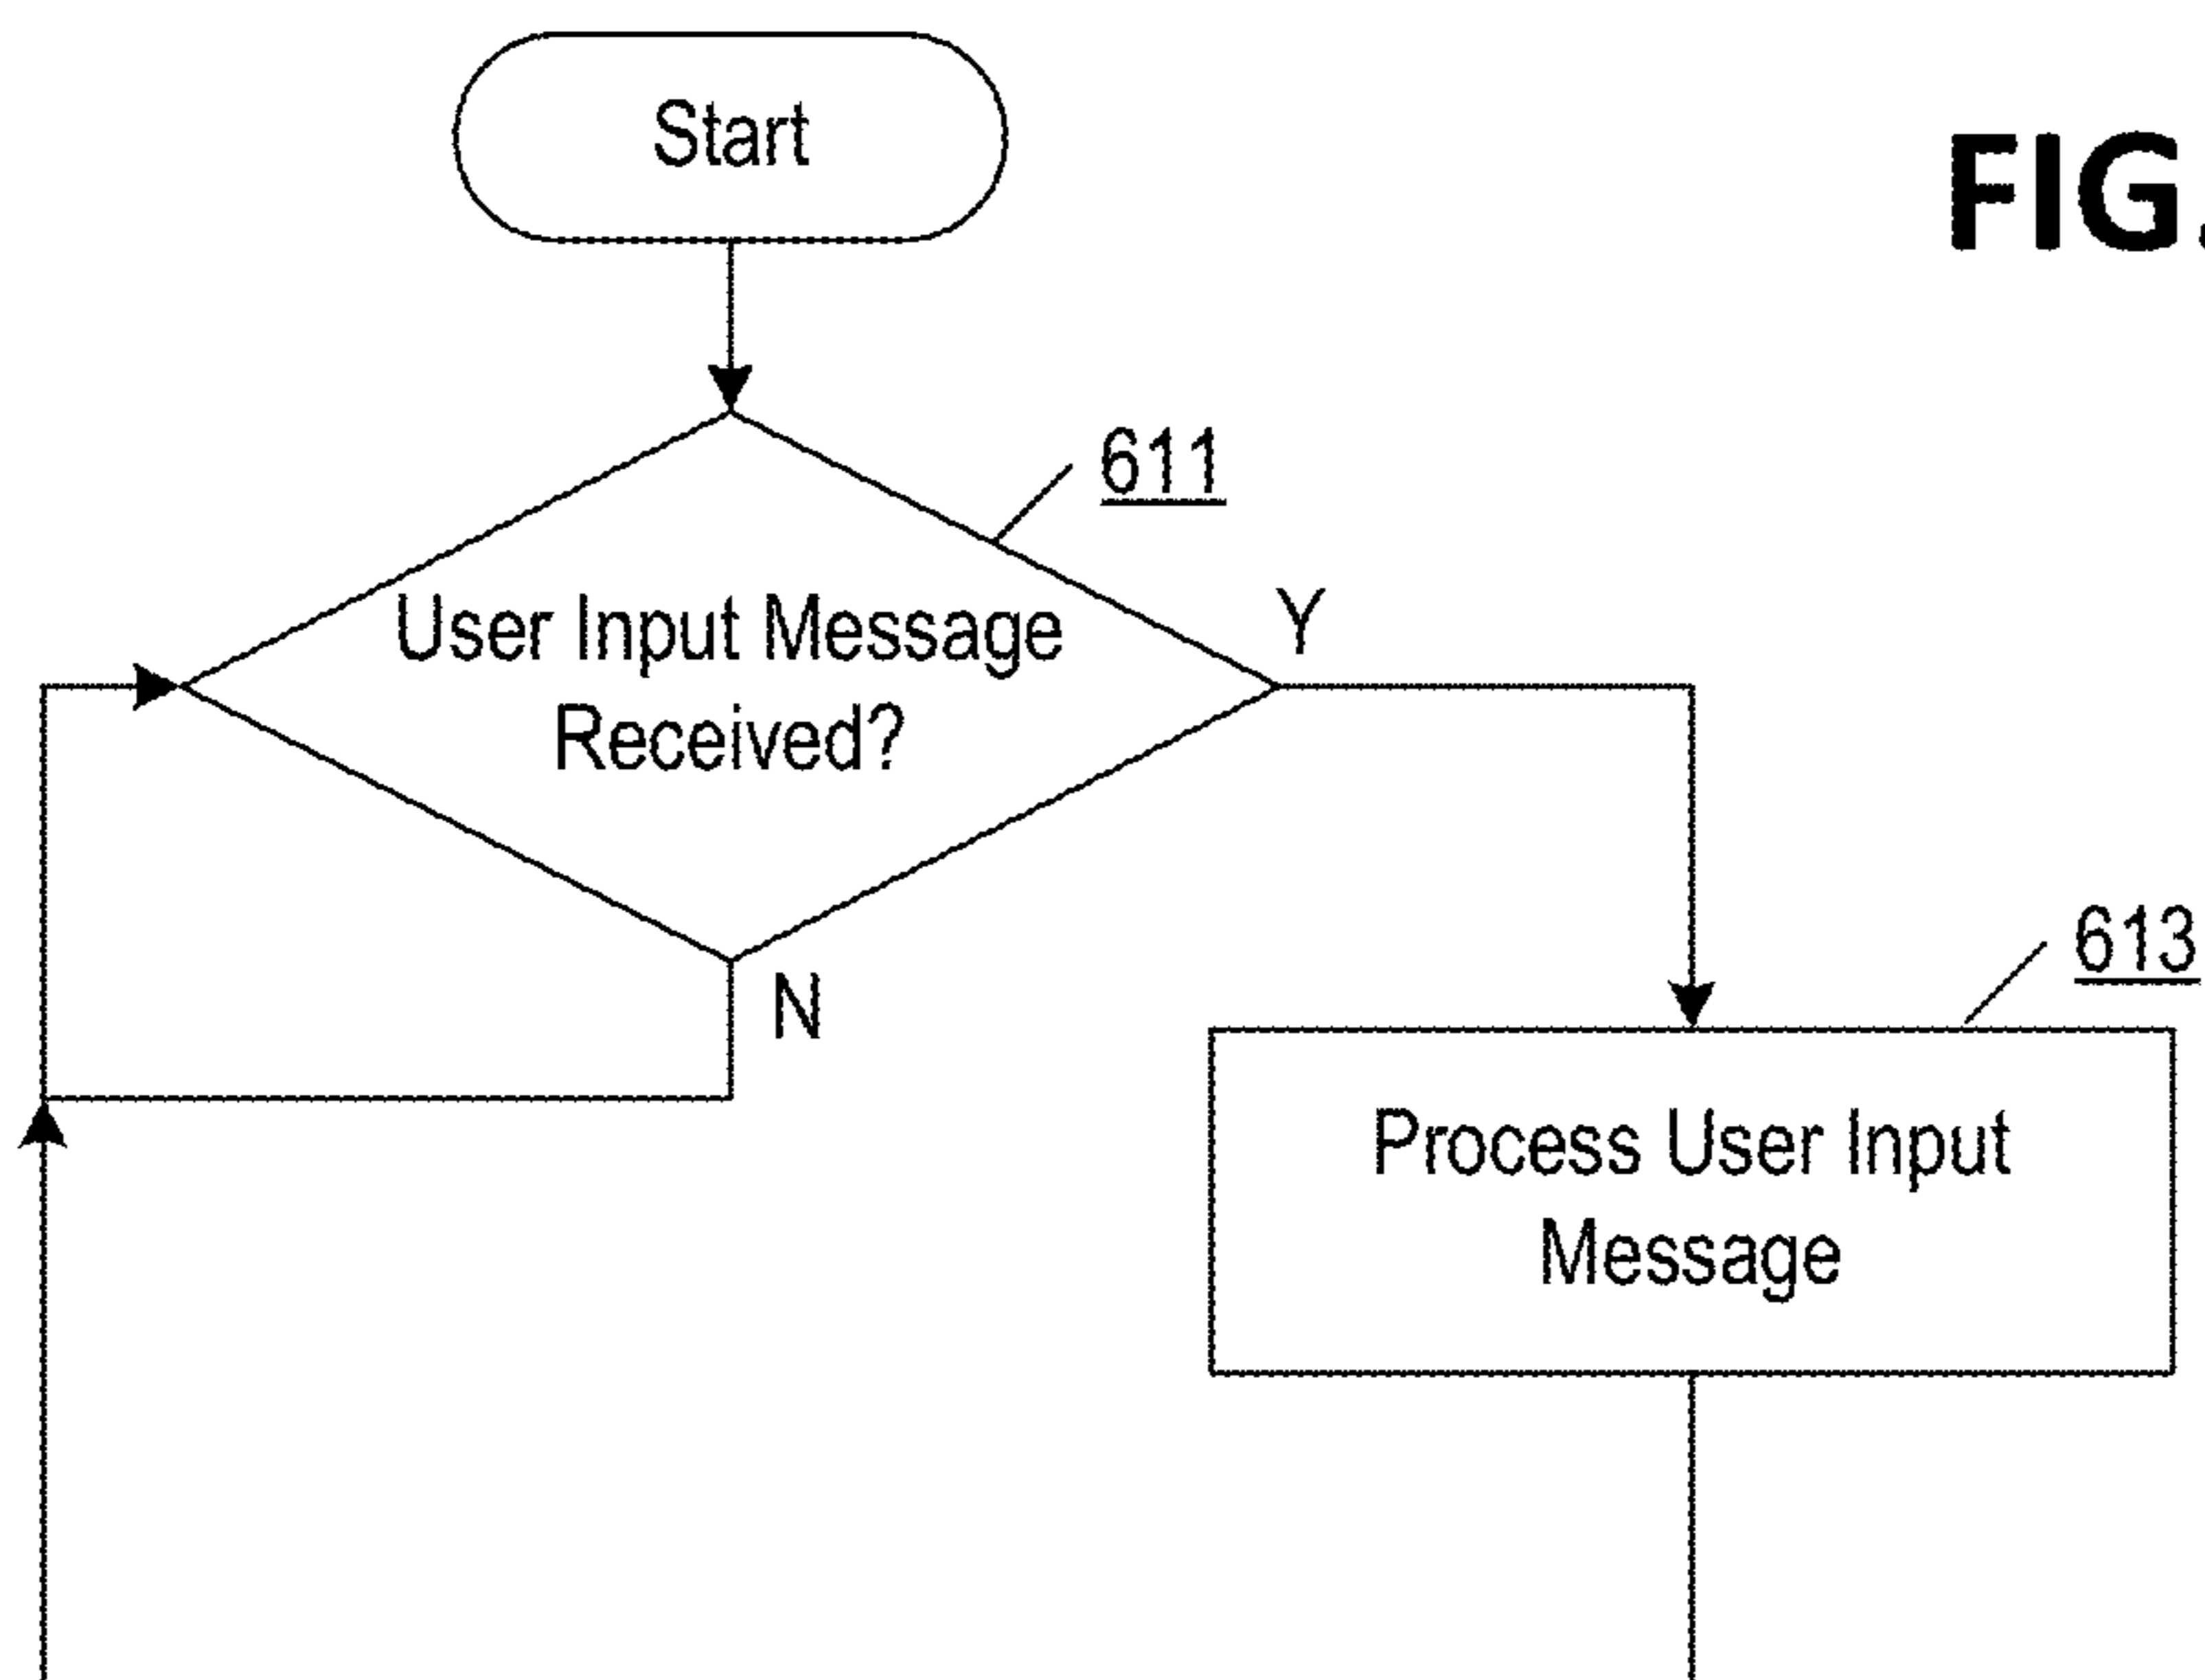 Start
FIG.
611
User Input Message
Received?
Y
N
613
Process User Input
Message